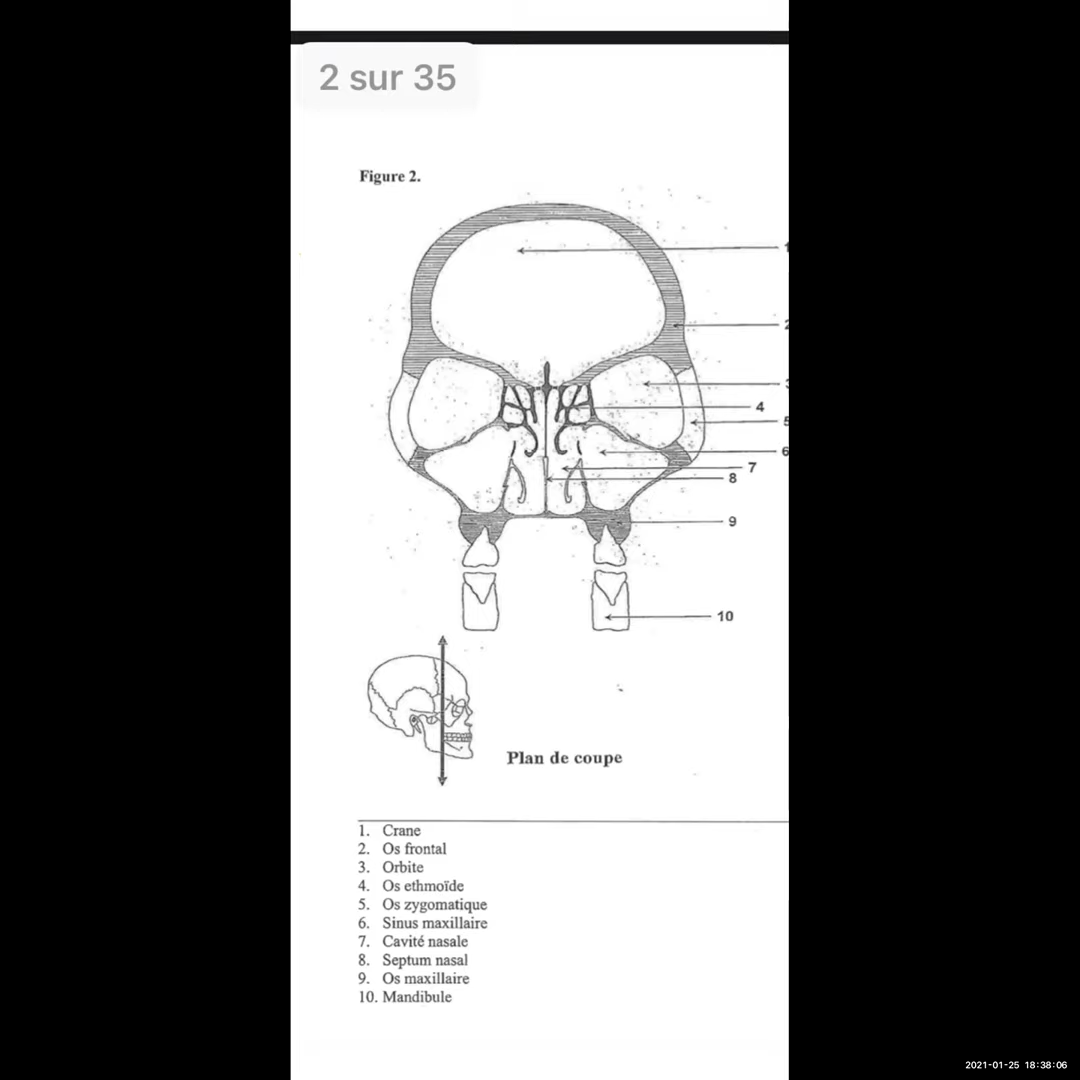 2 sur 35
Figure 2.
1
2
3
4
5
6
7
8
9
10
Plan de coupe
1. Crane
2. Os frontal
3. Orbite
4. Os ethmoïde
5. Os zygomatique
6. Sinus maxillaire
7. Cavité nasale
8. Septum nasal
9. Os maxillaire
10. Mandibule
2021-01-25 18:38:06